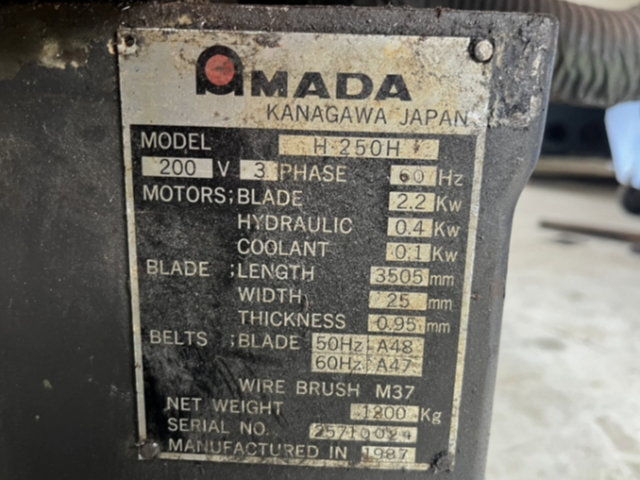 AMADA
KANAGAWA JAPAN
MODEL H-250H
200 V 3 PHASE 60 Hz
MOTORS; BLADE 2.2 Kw
HYDRAULIC 0.4 Kw
COOLANT 0.1 Kw
BLADE ; LENGTH 3505 mm
WIDTH 25 mm
THICKNESS 0.95 mm
BELTS ; BLADE 50Hz A48
60Hz A47
WIRE BRUSH M37
NET WEIGHT Kg
SERIAL NO.
MANUFACTURED IN 1987